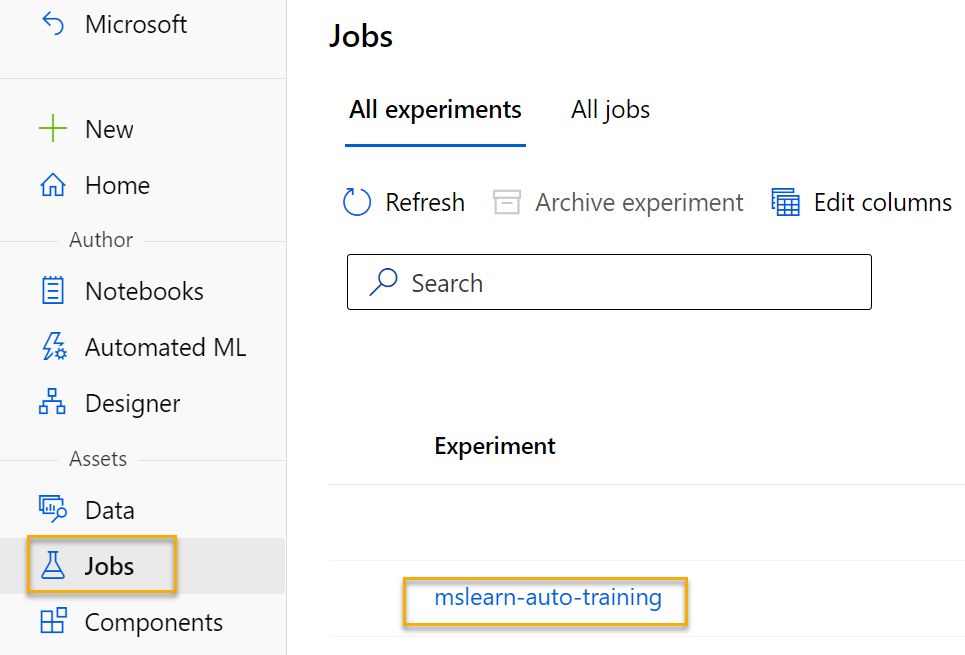 Microsoft
New
Home
Author
Notebooks
Automated ML
Designer
Assets
Data
Jobs
Components
Jobs
All experiments
All jobs
Refresh
Archive experiment
Edit columns
Search
Experiment
mslearn-auto-training